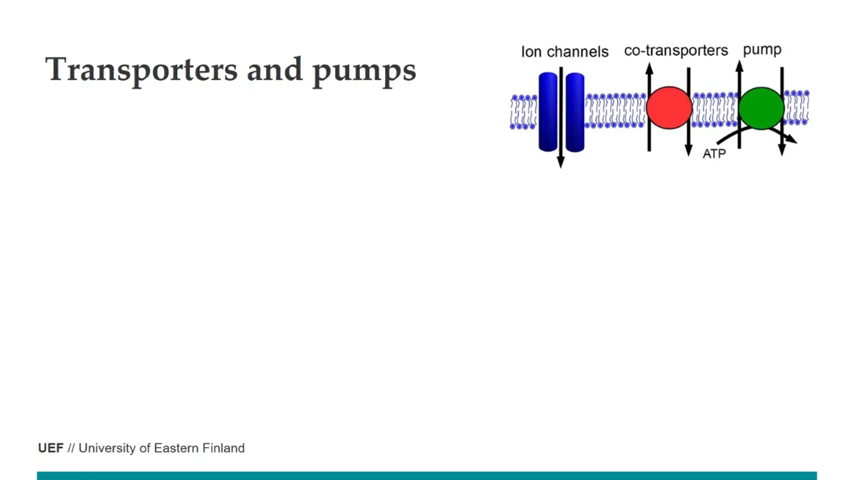 Transporters and pumps
Ion channels co-transporters pump
ATP
UEF // University of Eastern Finland